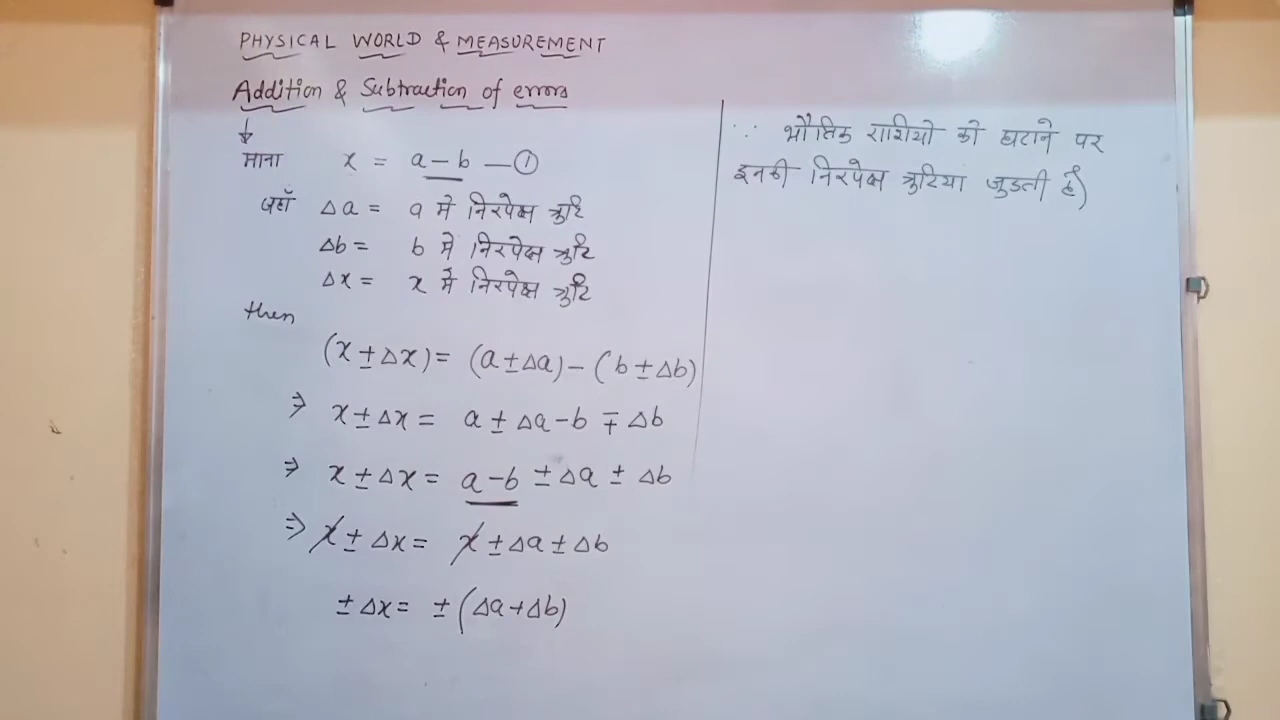 PHYSICAL WORLD & MEASUREMENT
Addition & Subtraction of errors
↓
माना x = a - b — ①
जहाँ Δa = a मे निरपेक्ष त्रुटि
Δb = b मे निरपेक्ष त्रुटि
Δx = x में निरपेक्ष त्रुटि
then
(x ± Δx) = (a ± Δa) - (b ± Δb)
⇒ x ± Δx = a ± Δa - b ∓ Δb
⇒ x ± Δx = a - b ± Δa ± Δb
⇒ x ± Δx = x ± Δa ± Δb
± Δx = ± (Δa + Δb)
∵ भौतिक राशियो को घटाने पर
इनकी निरपेक्ष त्रुटिया जुडती है)